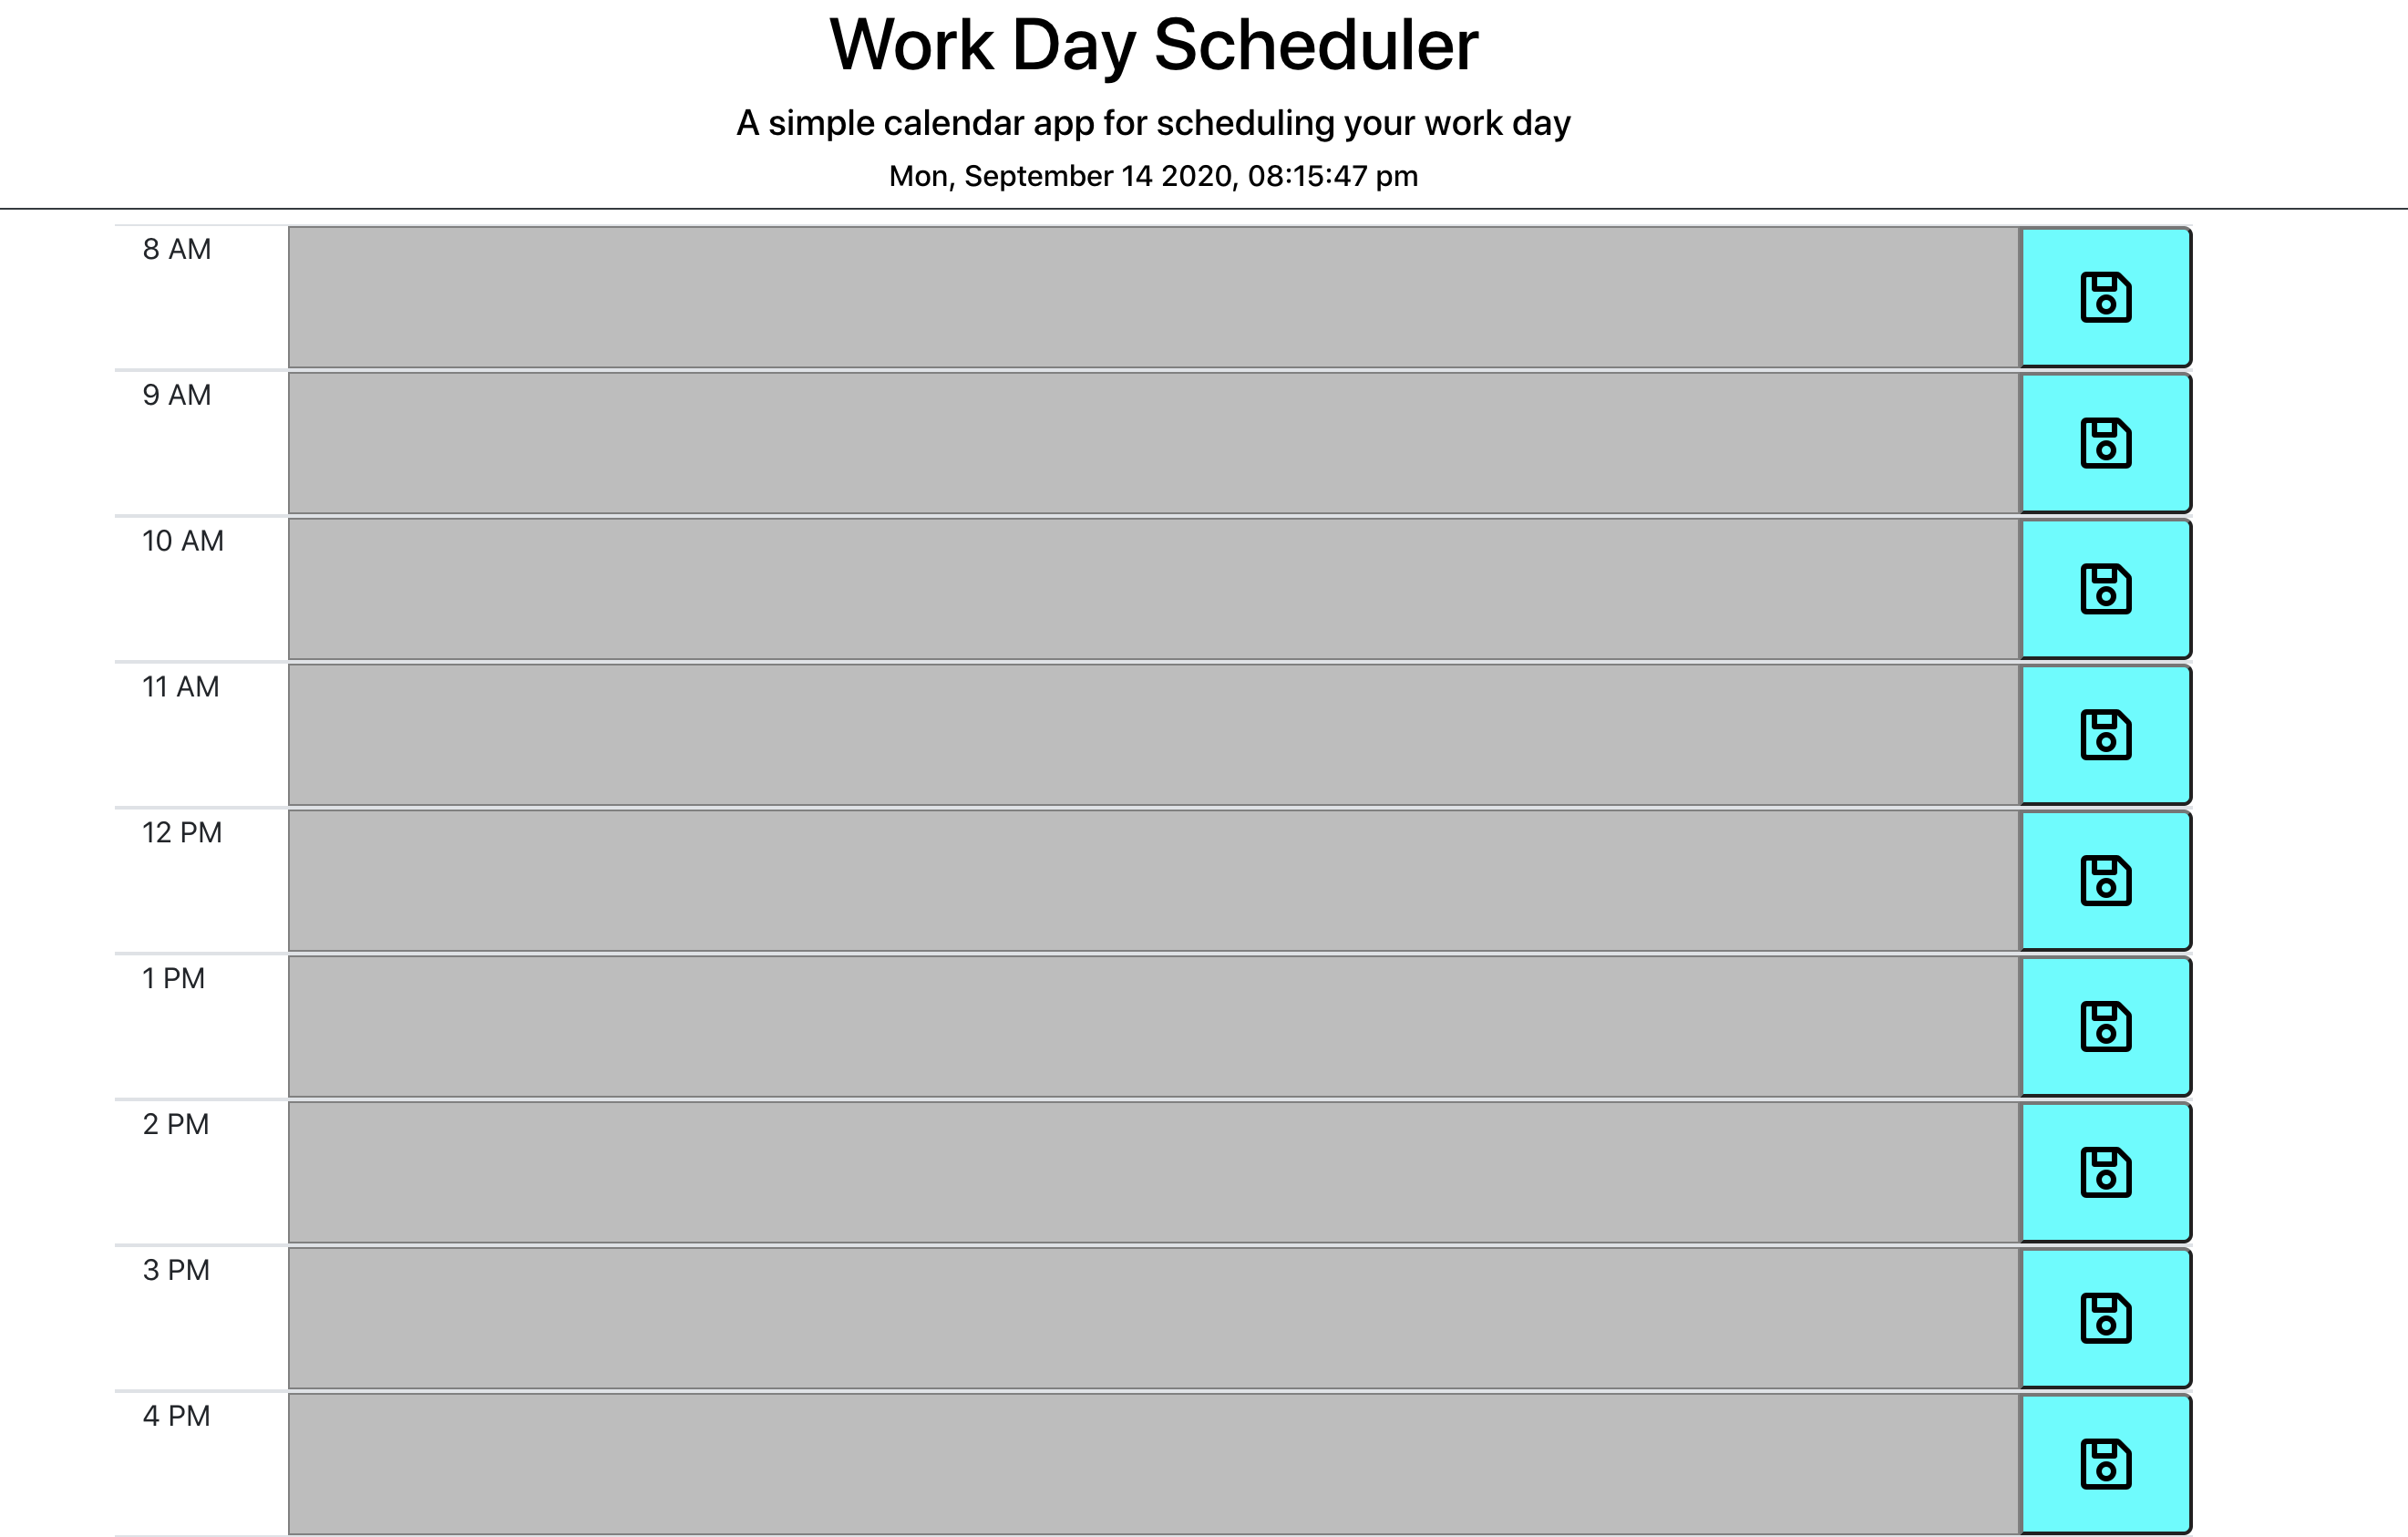 Work Day Scheduler
A simple calendar app for scheduling your work day
Mon, September 14 2020, 08:15:47 pm
8 AM
9 AM
10 AM
11 AM
12 PM
1 PM
2 PM
3 PM
4 PM